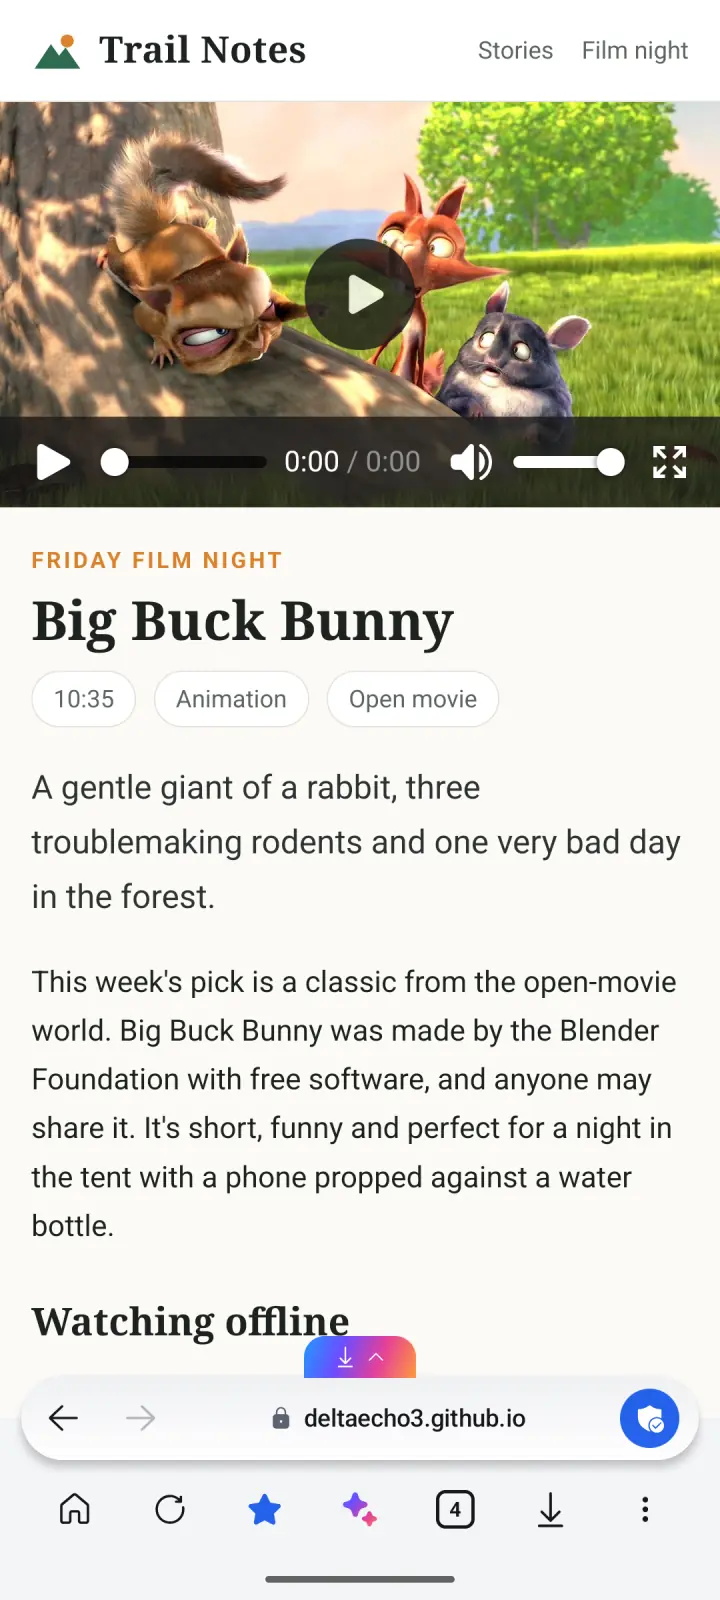 Trail Notes
Stories Film night
0:00 / 0:00
FRIDAY FILM NIGHT
Big Buck Bunny
10:35 Animation Open movie
A gentle giant of a rabbit, three
troublemaking rodents and one very bad day
in the forest.
This week's pick is a classic from the open-movie
world. Big Buck Bunny was made by the Blender
Foundation with free software, and anyone may
share it. It's short, funny and perfect for a night in
the tent with a phone propped against a water
bottle.
Watching offline
deltaecho3.github.io
4